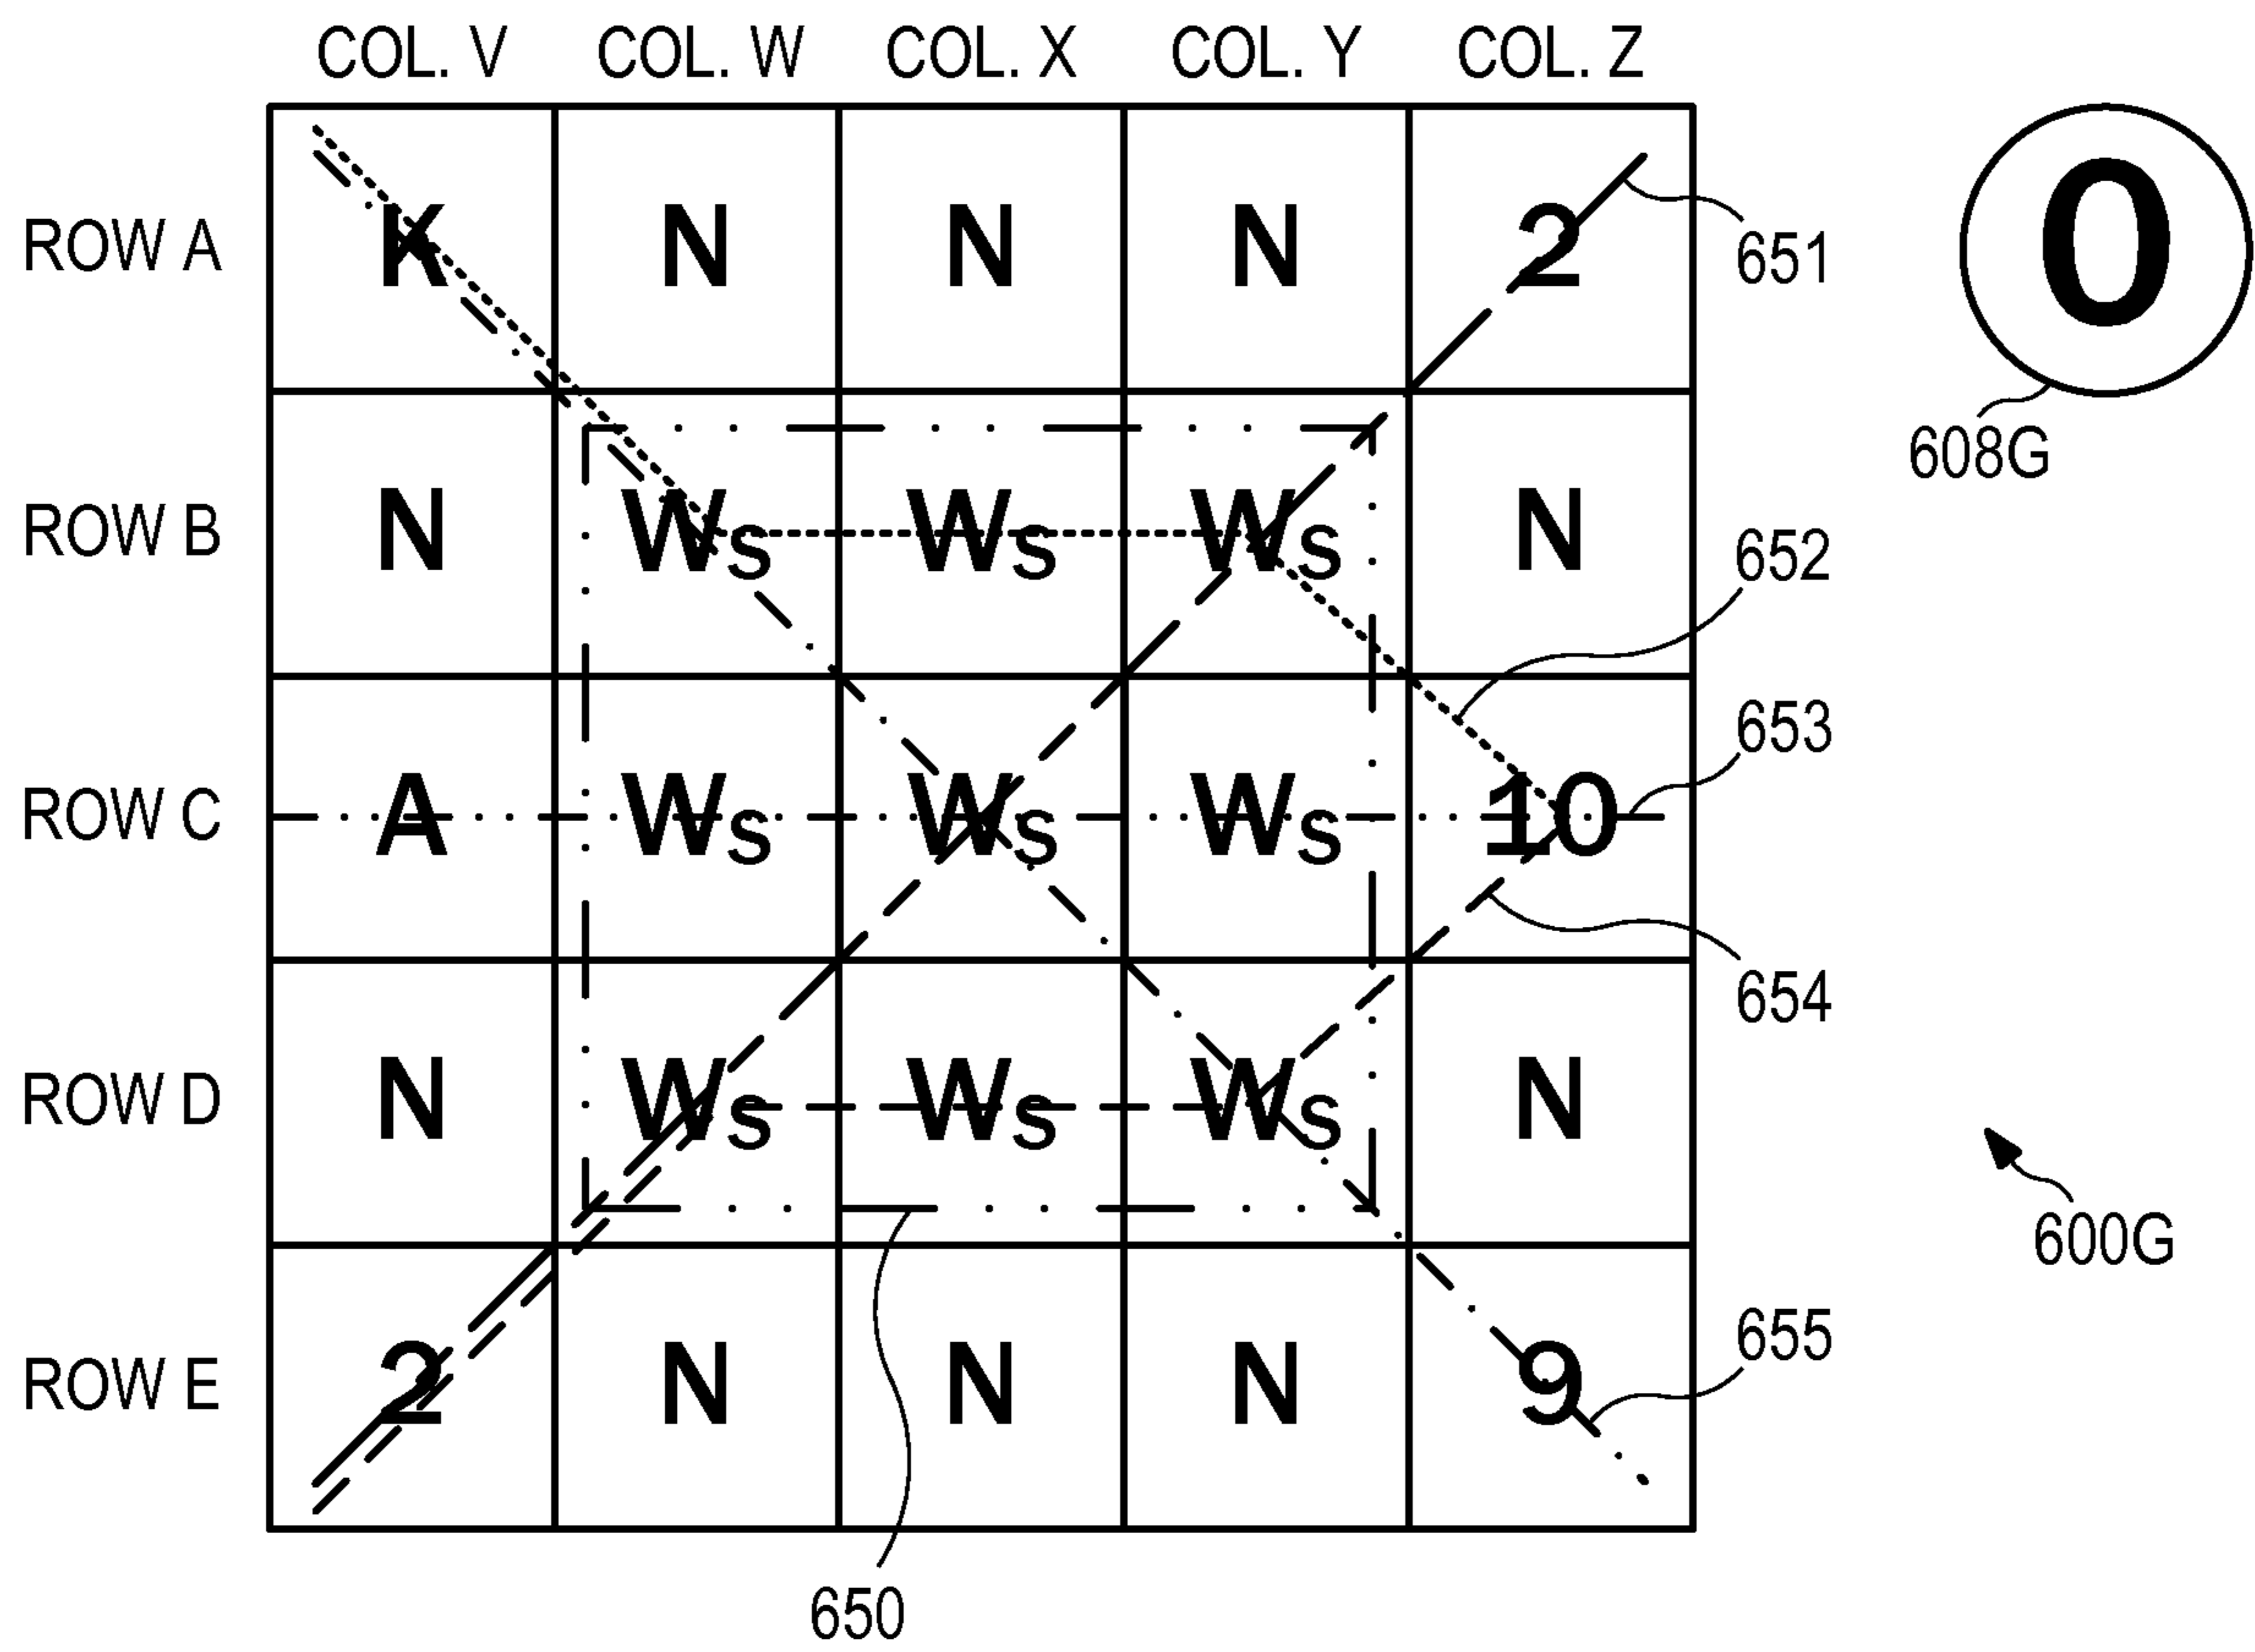 COL. V COL. W COL. X COL. Y COL. Z
ROW A K N N N 2 651 0
608G
ROW B N Ws Ws Ws N 652
653
ROW C A Ws Ws Ws 10
654
ROW D N Ws Ws Ws N
600G
ROW E 2 N N N 9 655
650